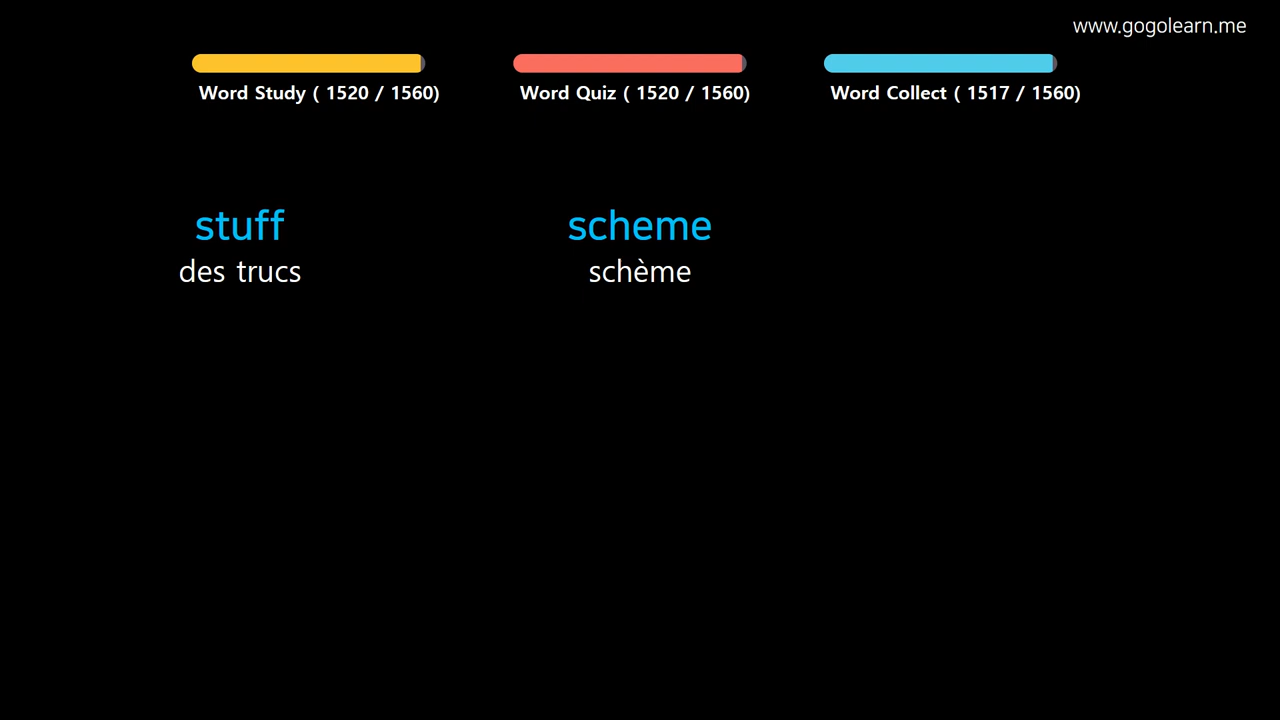 www.gogolearn.me
Word Study ( 1520 / 1560)
Word Quiz ( 1520 / 1560)
Word Collect ( 1517 / 1560)
stuff
des trucs
scheme
schème